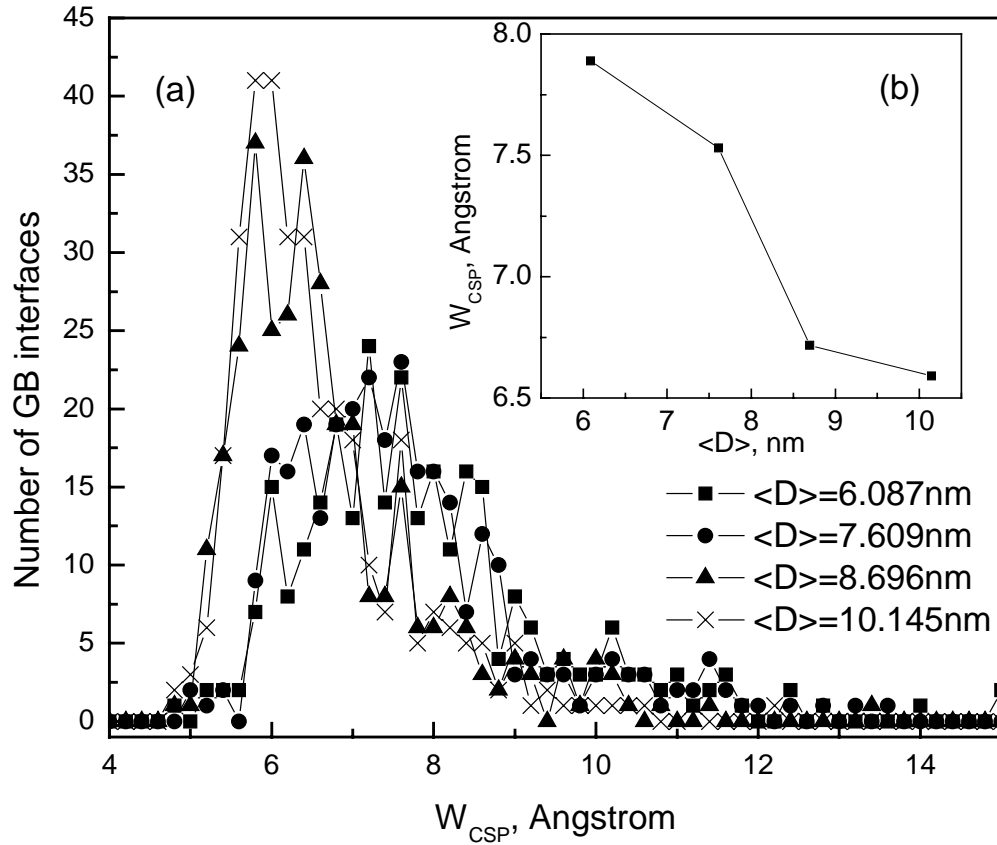 45
40
35
30
25
20
15
10
5
0
Number of GB interfaces
4 6 8 10 12 14
W_CSP, Angstrom
(a)
8.0
7.5
7.0
6.5
W_CSP, Angstrom
6 7 8 9 10
<D>, nm
(b)
<D>=6.087nm
<D>=7.609nm
<D>=8.696nm
<D>=10.145nm